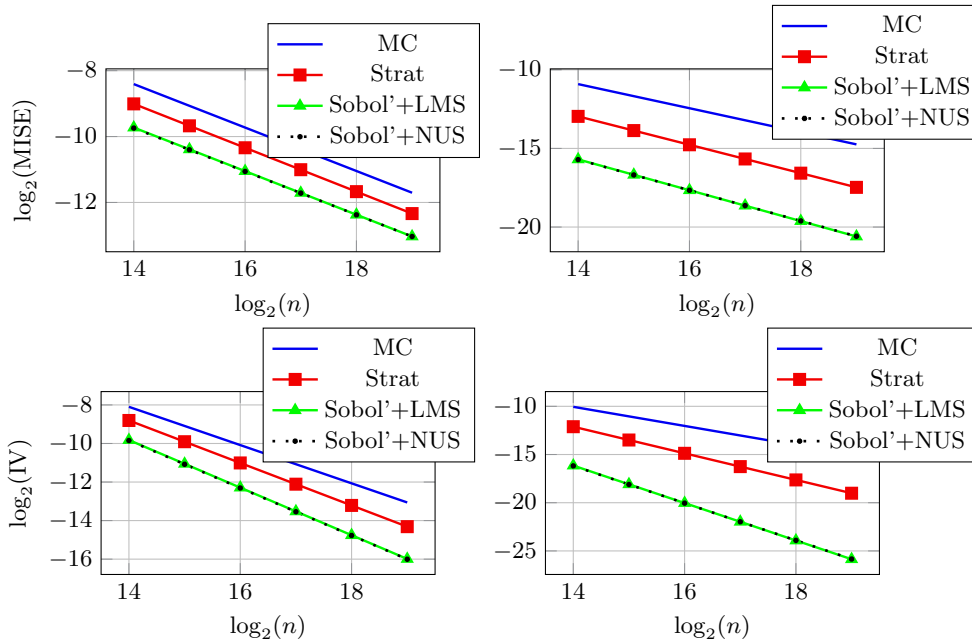 MC
Strat
Sobol'+LMS
Sobol'+NUS
−8
−10
−12
log₂(MISE)
14 16 18
log₂(n)
MC
Strat
Sobol'+LMS
Sobol'+NUS
−10
−15
−20
14 16 18
log₂(n)
MC
Strat
Sobol'+LMS
Sobol'+NUS
−8
−10
−12
−14
−16
log₂(IV)
14 16 18
log₂(n)
MC
Strat
Sobol'+LMS
Sobol'+NUS
−10
−15
−20
−25
14 16 18
log₂(n)